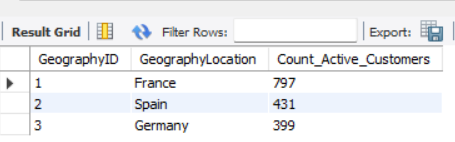 Result Grid Filter Rows: Export:
GeographyID GeographyLocation Count_Active_Customers
1 France 797
2 Spain 431
3 Germany 399